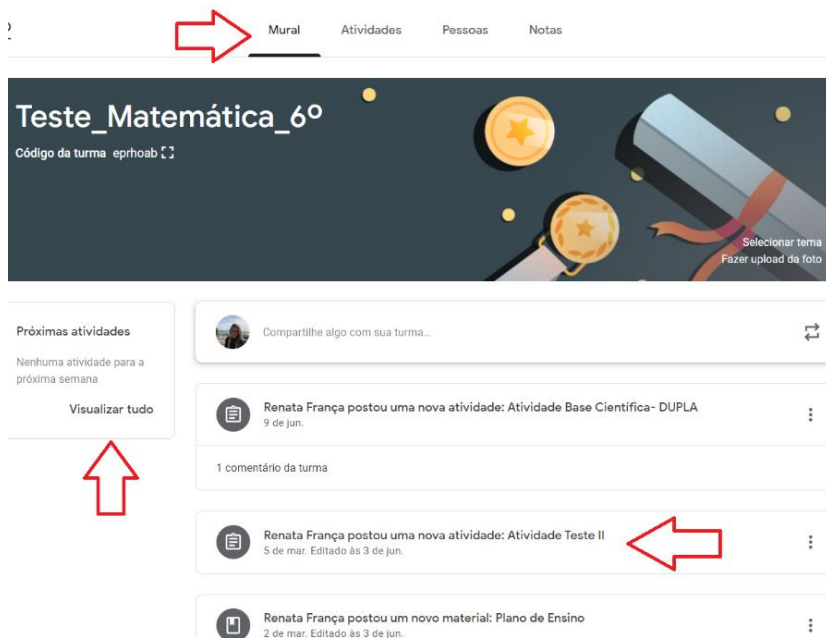 Mural Atividades Pessoas Notas
Teste_Matemática_6º
Código da turma eprhoab
Selecionar tema
Fazer upload da foto
Próximas atividades
Nenhuma atividade para a
próxima semana
Visualizar tudo
Compartilhe algo com sua turma...
Renata França postou uma nova atividade: Atividade Base Científica- DUPLA
9 de jun.
1 comentário da turma
Renata França postou uma nova atividade: Atividade Teste II
5 de mar. Editado às 3 de jun.
Renata França postou um novo material: Plano de Ensino
2 de mar. Editado às 3 de jun.